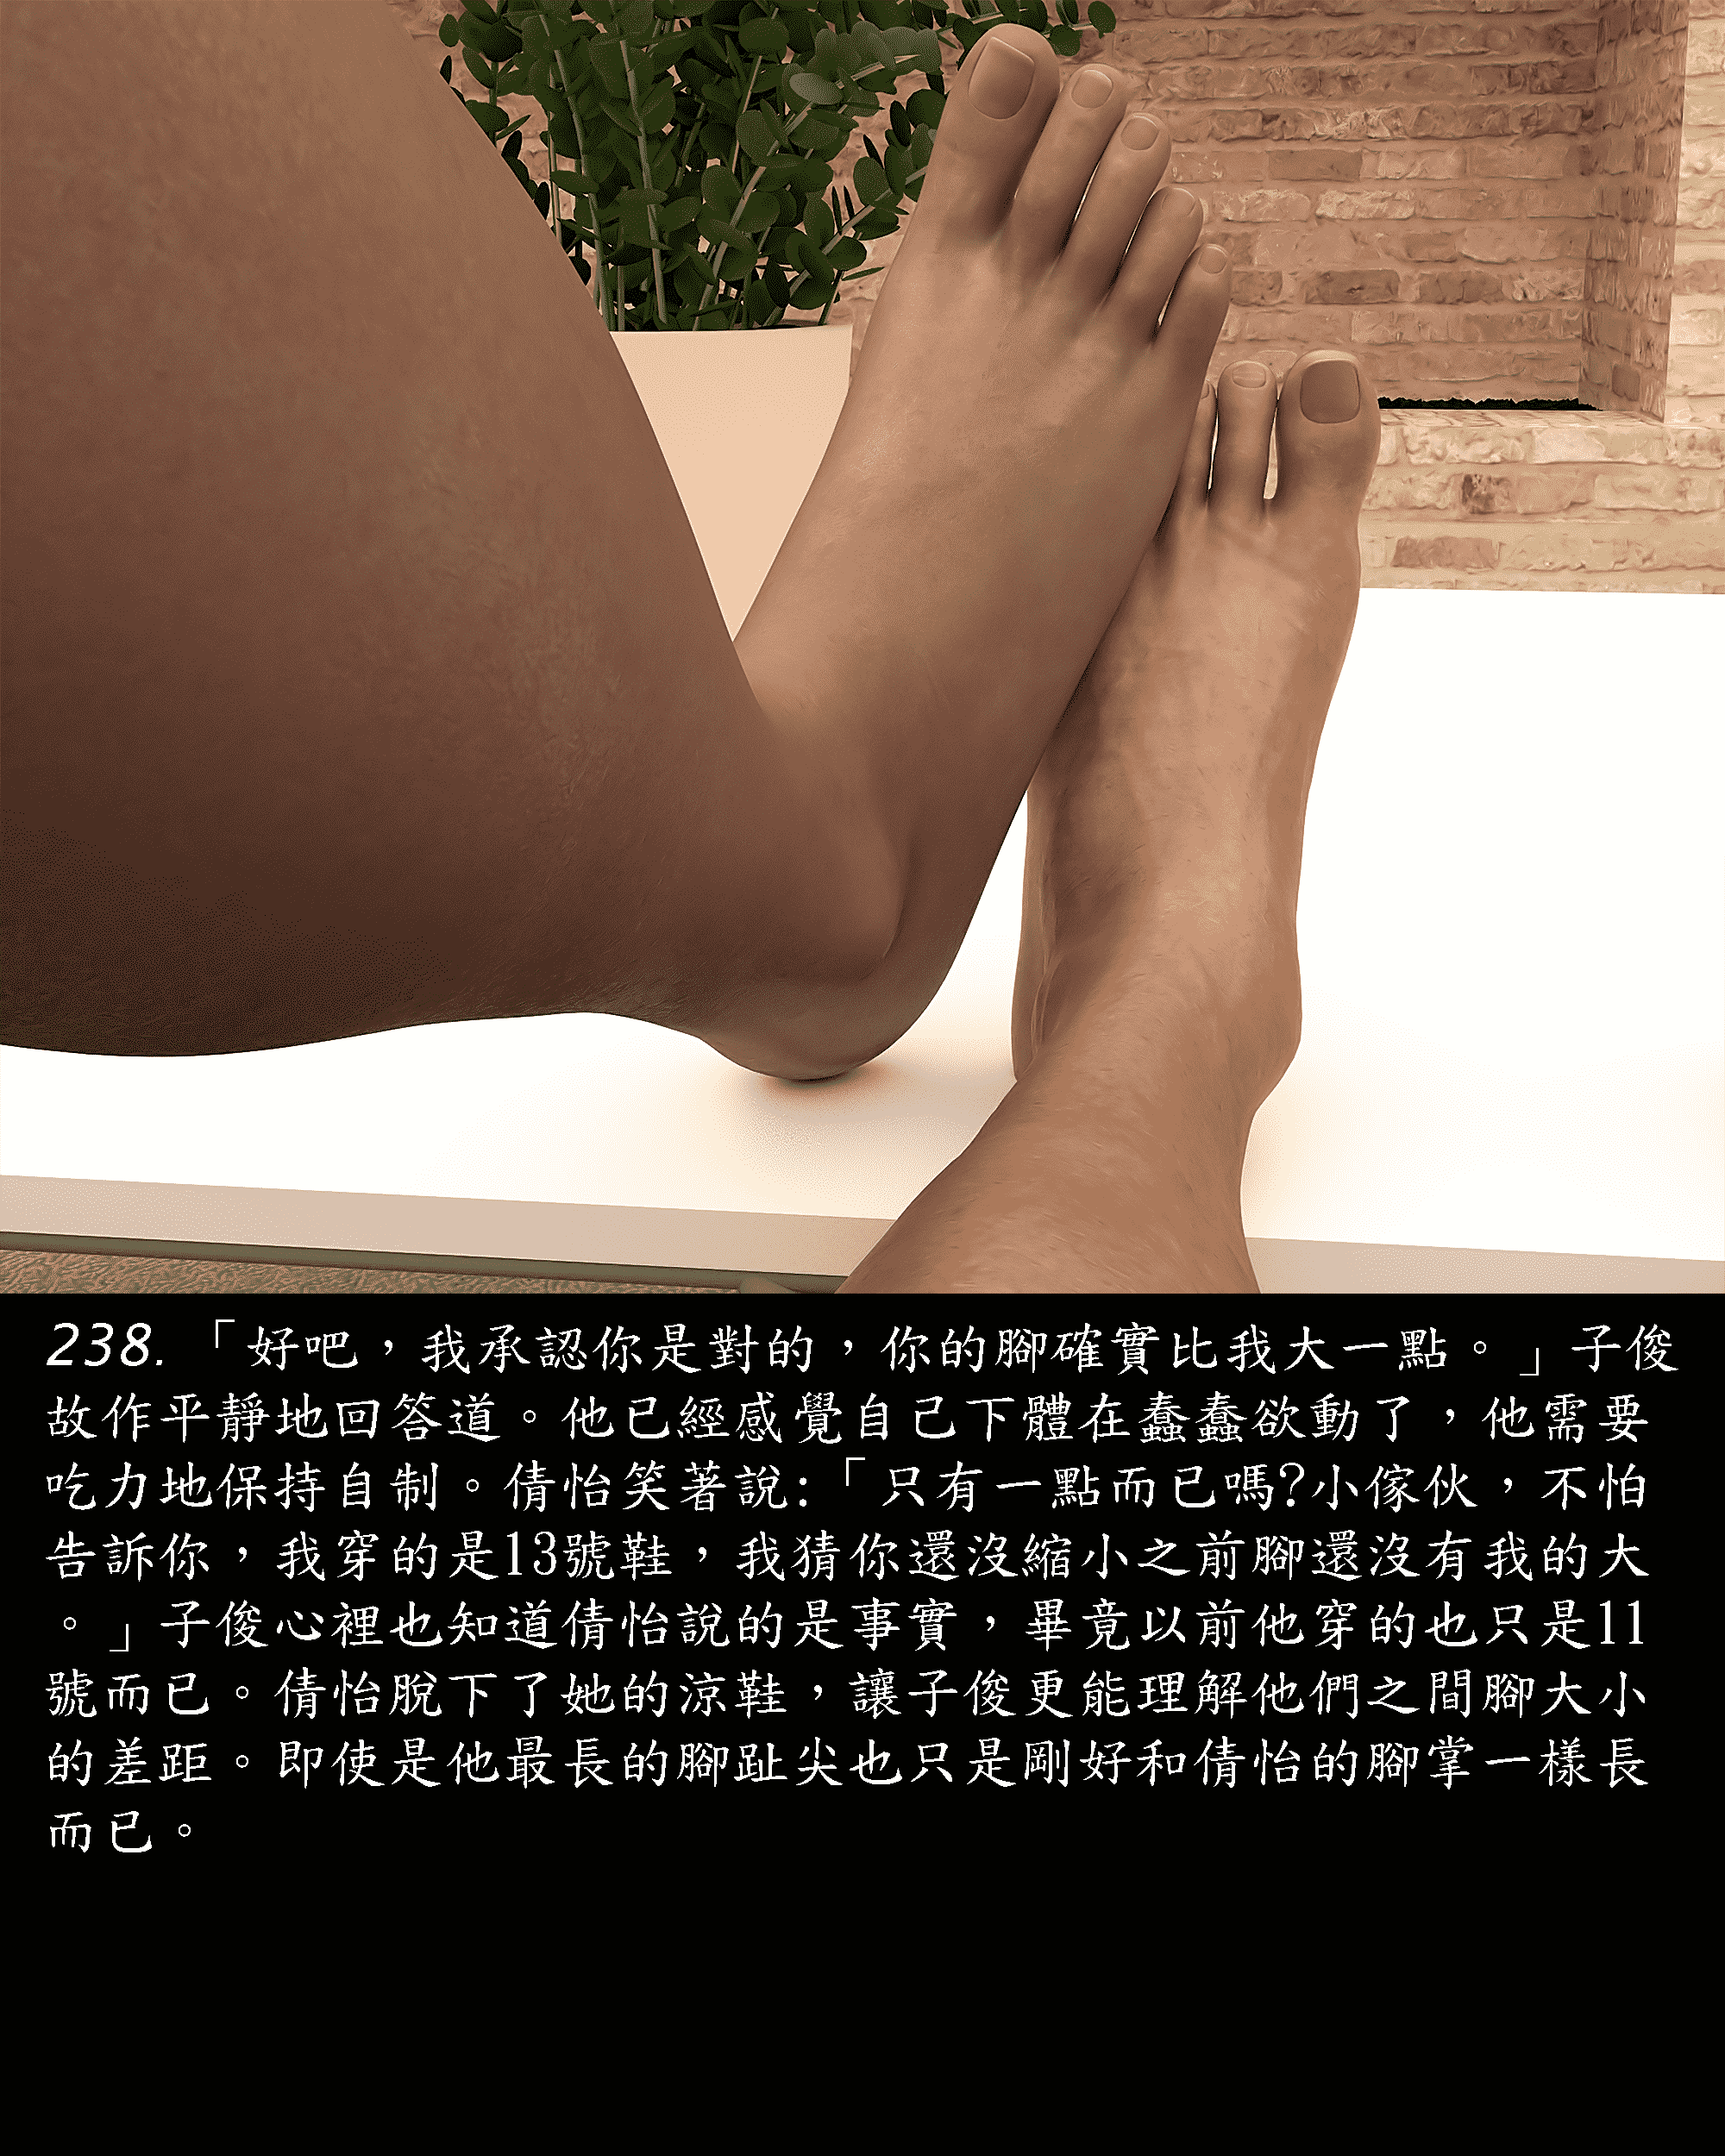 238. 「好吧，我承認你是對的，你的腳確實比我大一點。」子俊
故作平靜地回答道。他已經感覺自己下體在蠢蠢欲動了，他需要
吃力地保持自制。倩怡笑著說:「只有一點而已嗎?小傢伙，不怕
告訴你，我穿的是13號鞋，我猜你還沒縮小之前腳還沒有我的大
。」子俊心裡也知道倩怡說的是事實，畢竟以前他穿的也只是11
號而已。倩怡脫下了她的涼鞋，讓子俊更能理解他們之間腳大小
的差距。即使是他最長的腳趾尖也只是剛好和倩怡的腳掌一樣長
而已。